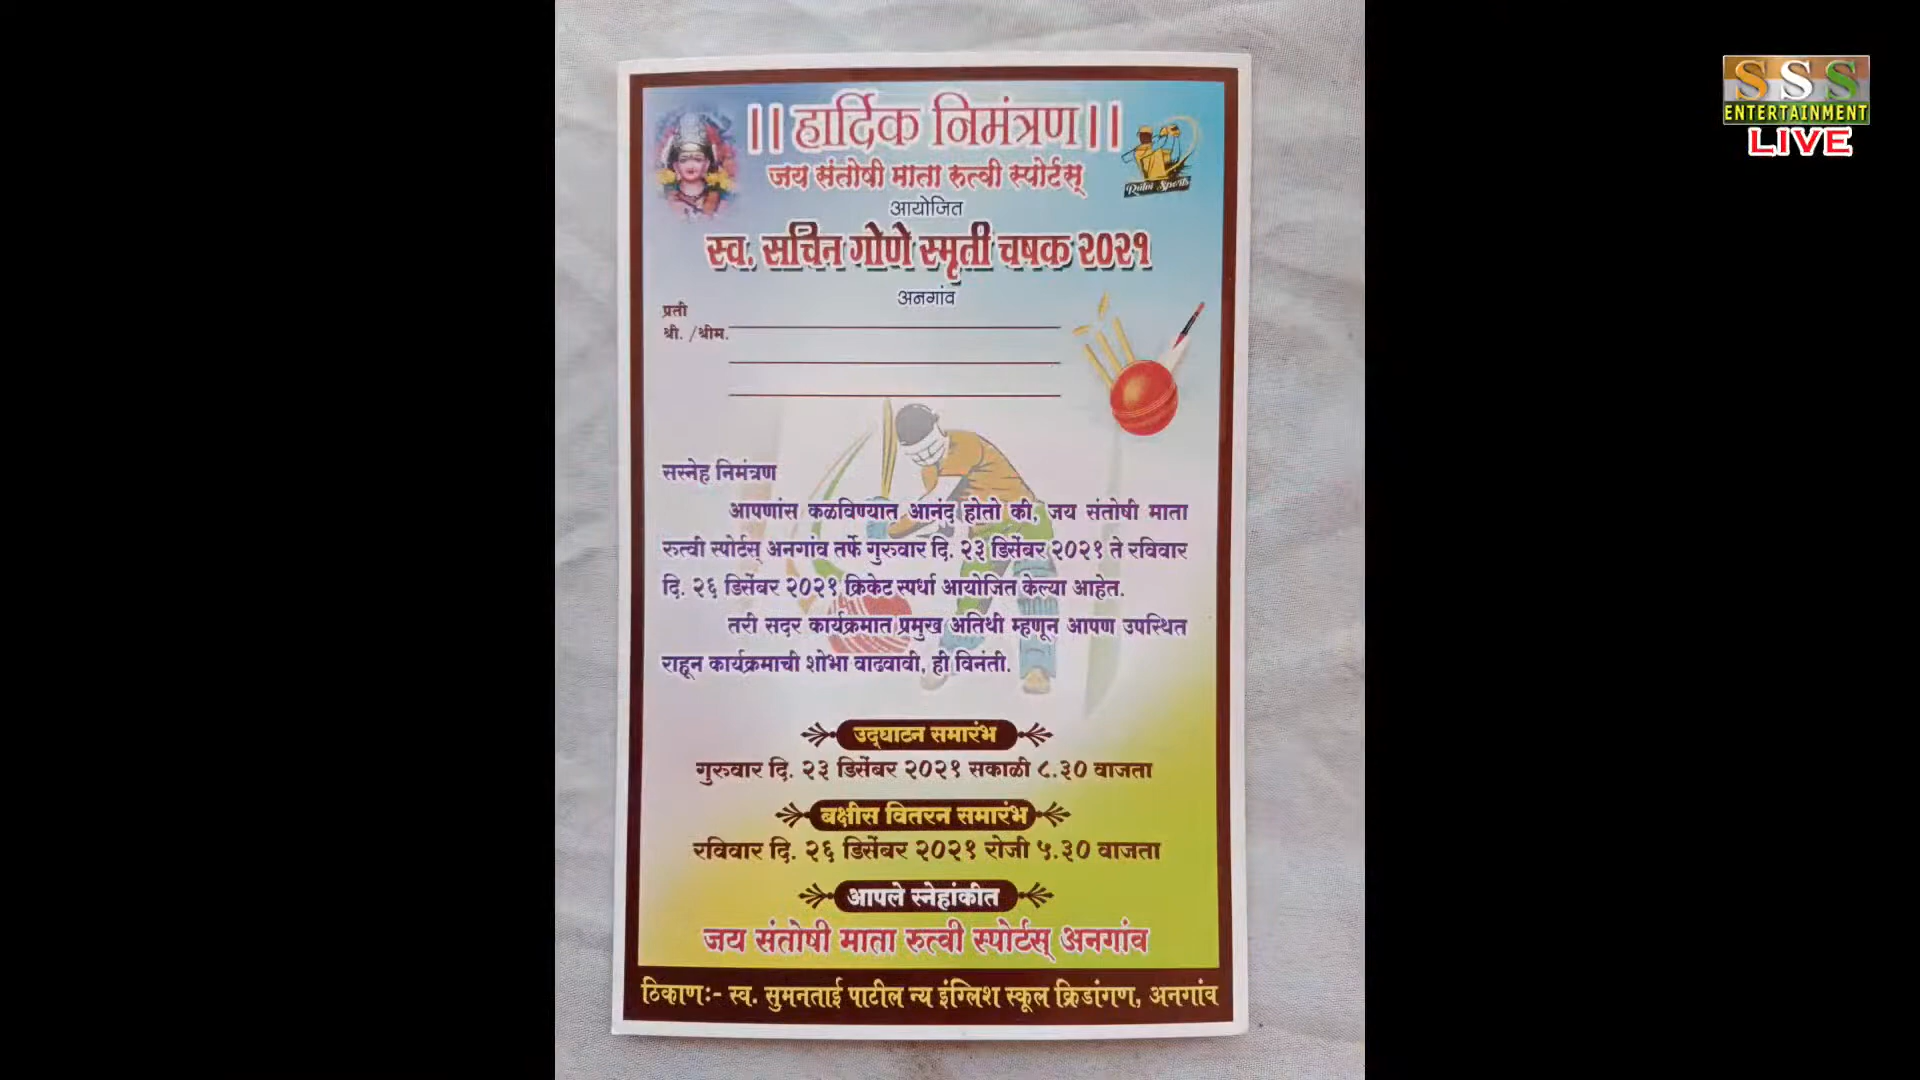 SSS
ENTERTAINMENT
LIVE
||हार्दिक निमंत्रण||
जय संतोषी माता रुत्वी स्पोर्टस्
Rutvi Sports
आयोजित
स्व. सचिन गोणे स्मृती चषक २०२१
अनगांव
प्रती
श्री. /श्रीम.
सस्नेह निमंत्रण
आपणांस कळविण्यात आनंद होतो की, जय संतोषी माता
रुत्वी स्पोर्टस् अनगांव तर्फे गुरुवार दि. २३ डिसेंबर २०२१ ते रविवार
दि. २६ डिसेंबर २०२१ क्रिकेट स्पर्धा आयोजित केल्या आहेत.
तरी सदर कार्यक्रमात प्रमुख अतिथी म्हणून आपण उपस्थित
राहून कार्यक्रमाची शोभा वाढवावी, ही विनंती.
उद्‌घाटन समारंभ
गुरुवार दि. २३ डिसेंबर २०२१ सकाळी ८.३० वाजता
बक्षीस वितरन समारंभ
रविवार दि. २६ डिसेंबर २०२१ रोजी ५.३० वाजता
आपले स्नेहांकीत
जय संतोषी माता रुत्वी स्पोर्टस् अनगांव
ठिकाण:- स्व. सुमनताई पाटील न्य इंग्लिश स्कूल क्रिडांगण, अनगांव